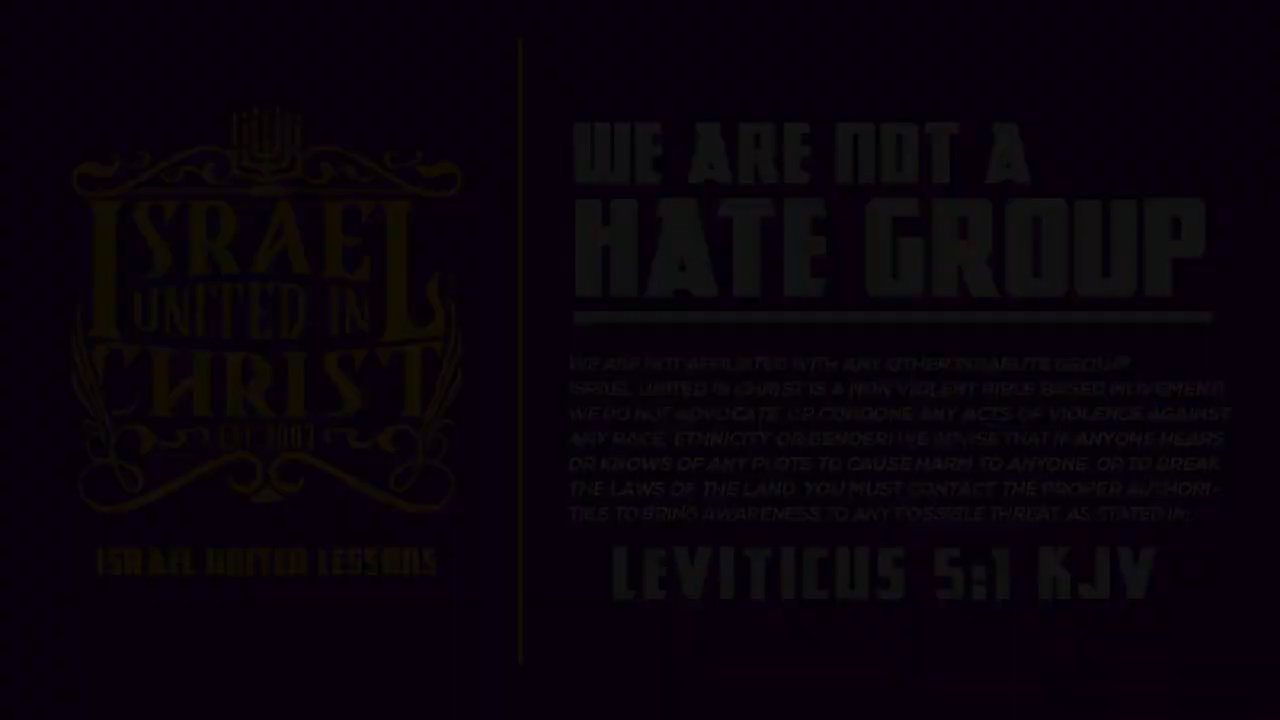 ISRAEL
UNITED IN
CHRIST
EST. 2003
ISRAEL UNITED LESSONS
WE ARE NOT A
HATE GROUP
WE ARE NOT AFFILIATED WITH ANY OTHER ISRAELITE GROUP!
ISRAEL UNITED IN CHRIST IS A NON VIOLENT BIBLE BASED MOVEMENT!
WE DO NOT ADVOCATE OR CONDONE ANY ACTS OF VIOLENCE AGAINST
ANY RACE, ETHNICITY OR GENDER! WE ADVISE THAT IF ANYONE HEARS
OR KNOWS OF ANY PLOTS TO CAUSE HARM TO ANYONE, OR TO BREAK
THE LAWS OF THE LAND, YOU MUST CONTACT THE PROPER AUTHORI-
TIES TO BRING AWARENESS TO ANY POSSIBLE THREAT. AS STATED IN:
LEVITICUS 5:1 KJV